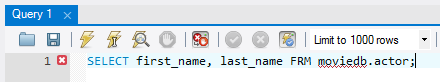 Query 1
Limit to 1000 rows
1 SELECT first_name, last_name FRM moviedb.actor;